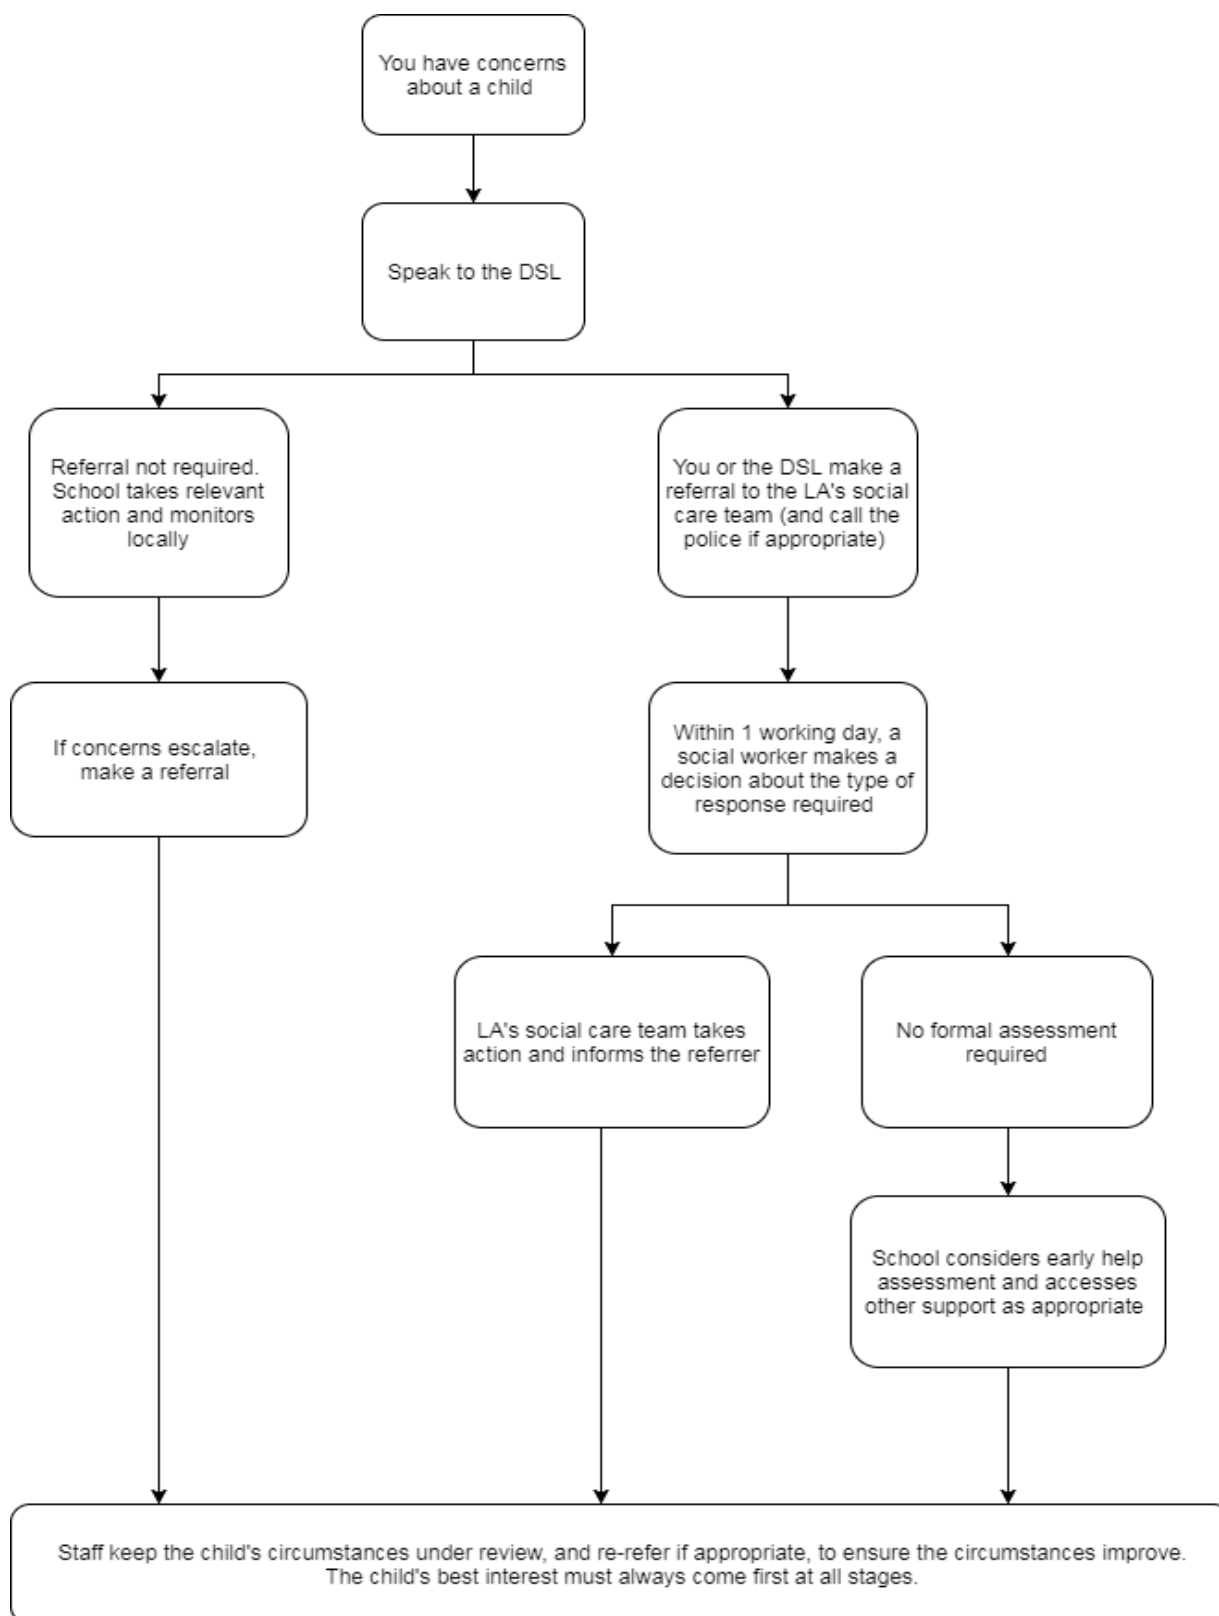 You have concerns
about a child
Speak to the DSL
Referral not required.
School takes relevant
action and monitors
locally
You or the DSL make a
referral to the LA's social
care team (and call the
police if appropriate)
If concerns escalate,
make a referral
Within 1 working day, a
social worker makes a
decision about the type of
response required
LA's social care team takes
action and informs the referrer
No formal assessment
required
School considers early help
assessment and accesses
other support as appropriate
Staff keep the child's circumstances under review, and re-refer if appropriate, to ensure the circumstances improve.
The child's best interest must always come first at all stages.